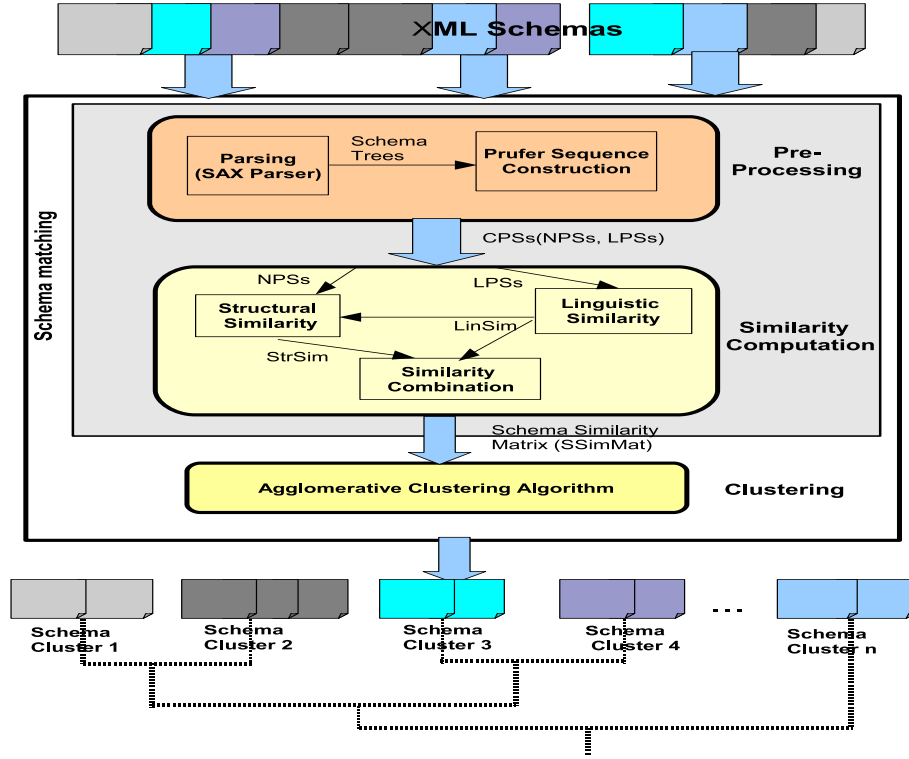 XML Schemas
Schema matching
Parsing
(SAX Parser)
Schema
Trees
Prufer Sequence
Construction
Pre-
Processing
CPSs(NPSs, LPSs)
NPSs
LPSs
Structural
Similarity
Linguistic
Similarity
LinSim
StrSim
Similarity
Combination
Similarity
Computation
Schema Similarity
Matrix (SSimMat)
Agglomerative Clustering Algorithm
Clustering
Schema
Cluster 1
Schema
Cluster 2
Schema
Cluster 3
Schema
Cluster 4
...
Schema
Cluster n